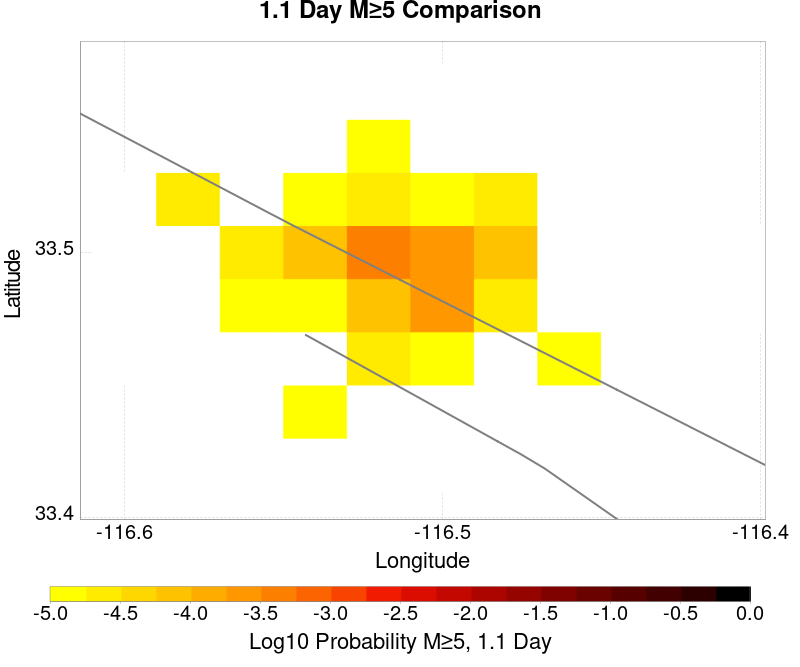 1.1 Day M≥5 Comparison
Latitude
33.5
33.4
-116.6 -116.5 -116.4
Longitude
-5.0 -4.5 -4.0 -3.5 -3.0 -2.5 -2.0 -1.5 -1.0 -0.5 0.0
Log10 Probability M≥5, 1.1 Day